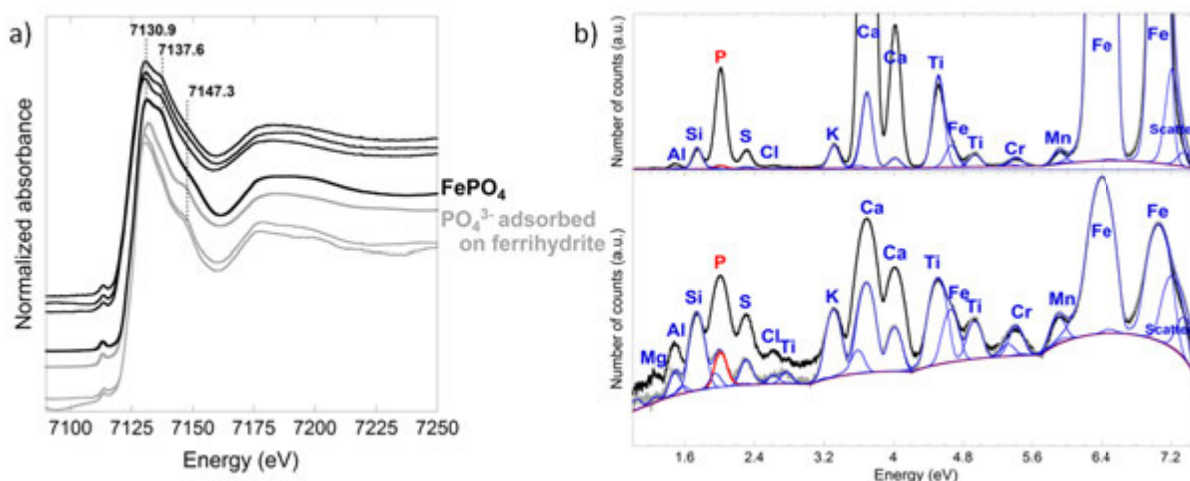 a)
7130.9
7137.6
7147.3
Normalized absorbance
FePO₄
PO₄³⁻ adsorbed
on ferrihydrite
7100 7125 7150 7175 7200 7225 7250
Energy (eV)
b)
Number of counts (a.u.)
Al Si P S Cl K Ca Ca Ti Fe Ti Cr Mn Fe Fe Scatter
Number of counts (a.u.)
Mg Al Si P S Cl Ti K Ca Ca Ti Fe Ti Cr Mn Fe Fe Scatter
1.6 2.4 3.2 4 4.8 5.6 6.4 7.2
Energy (eV)